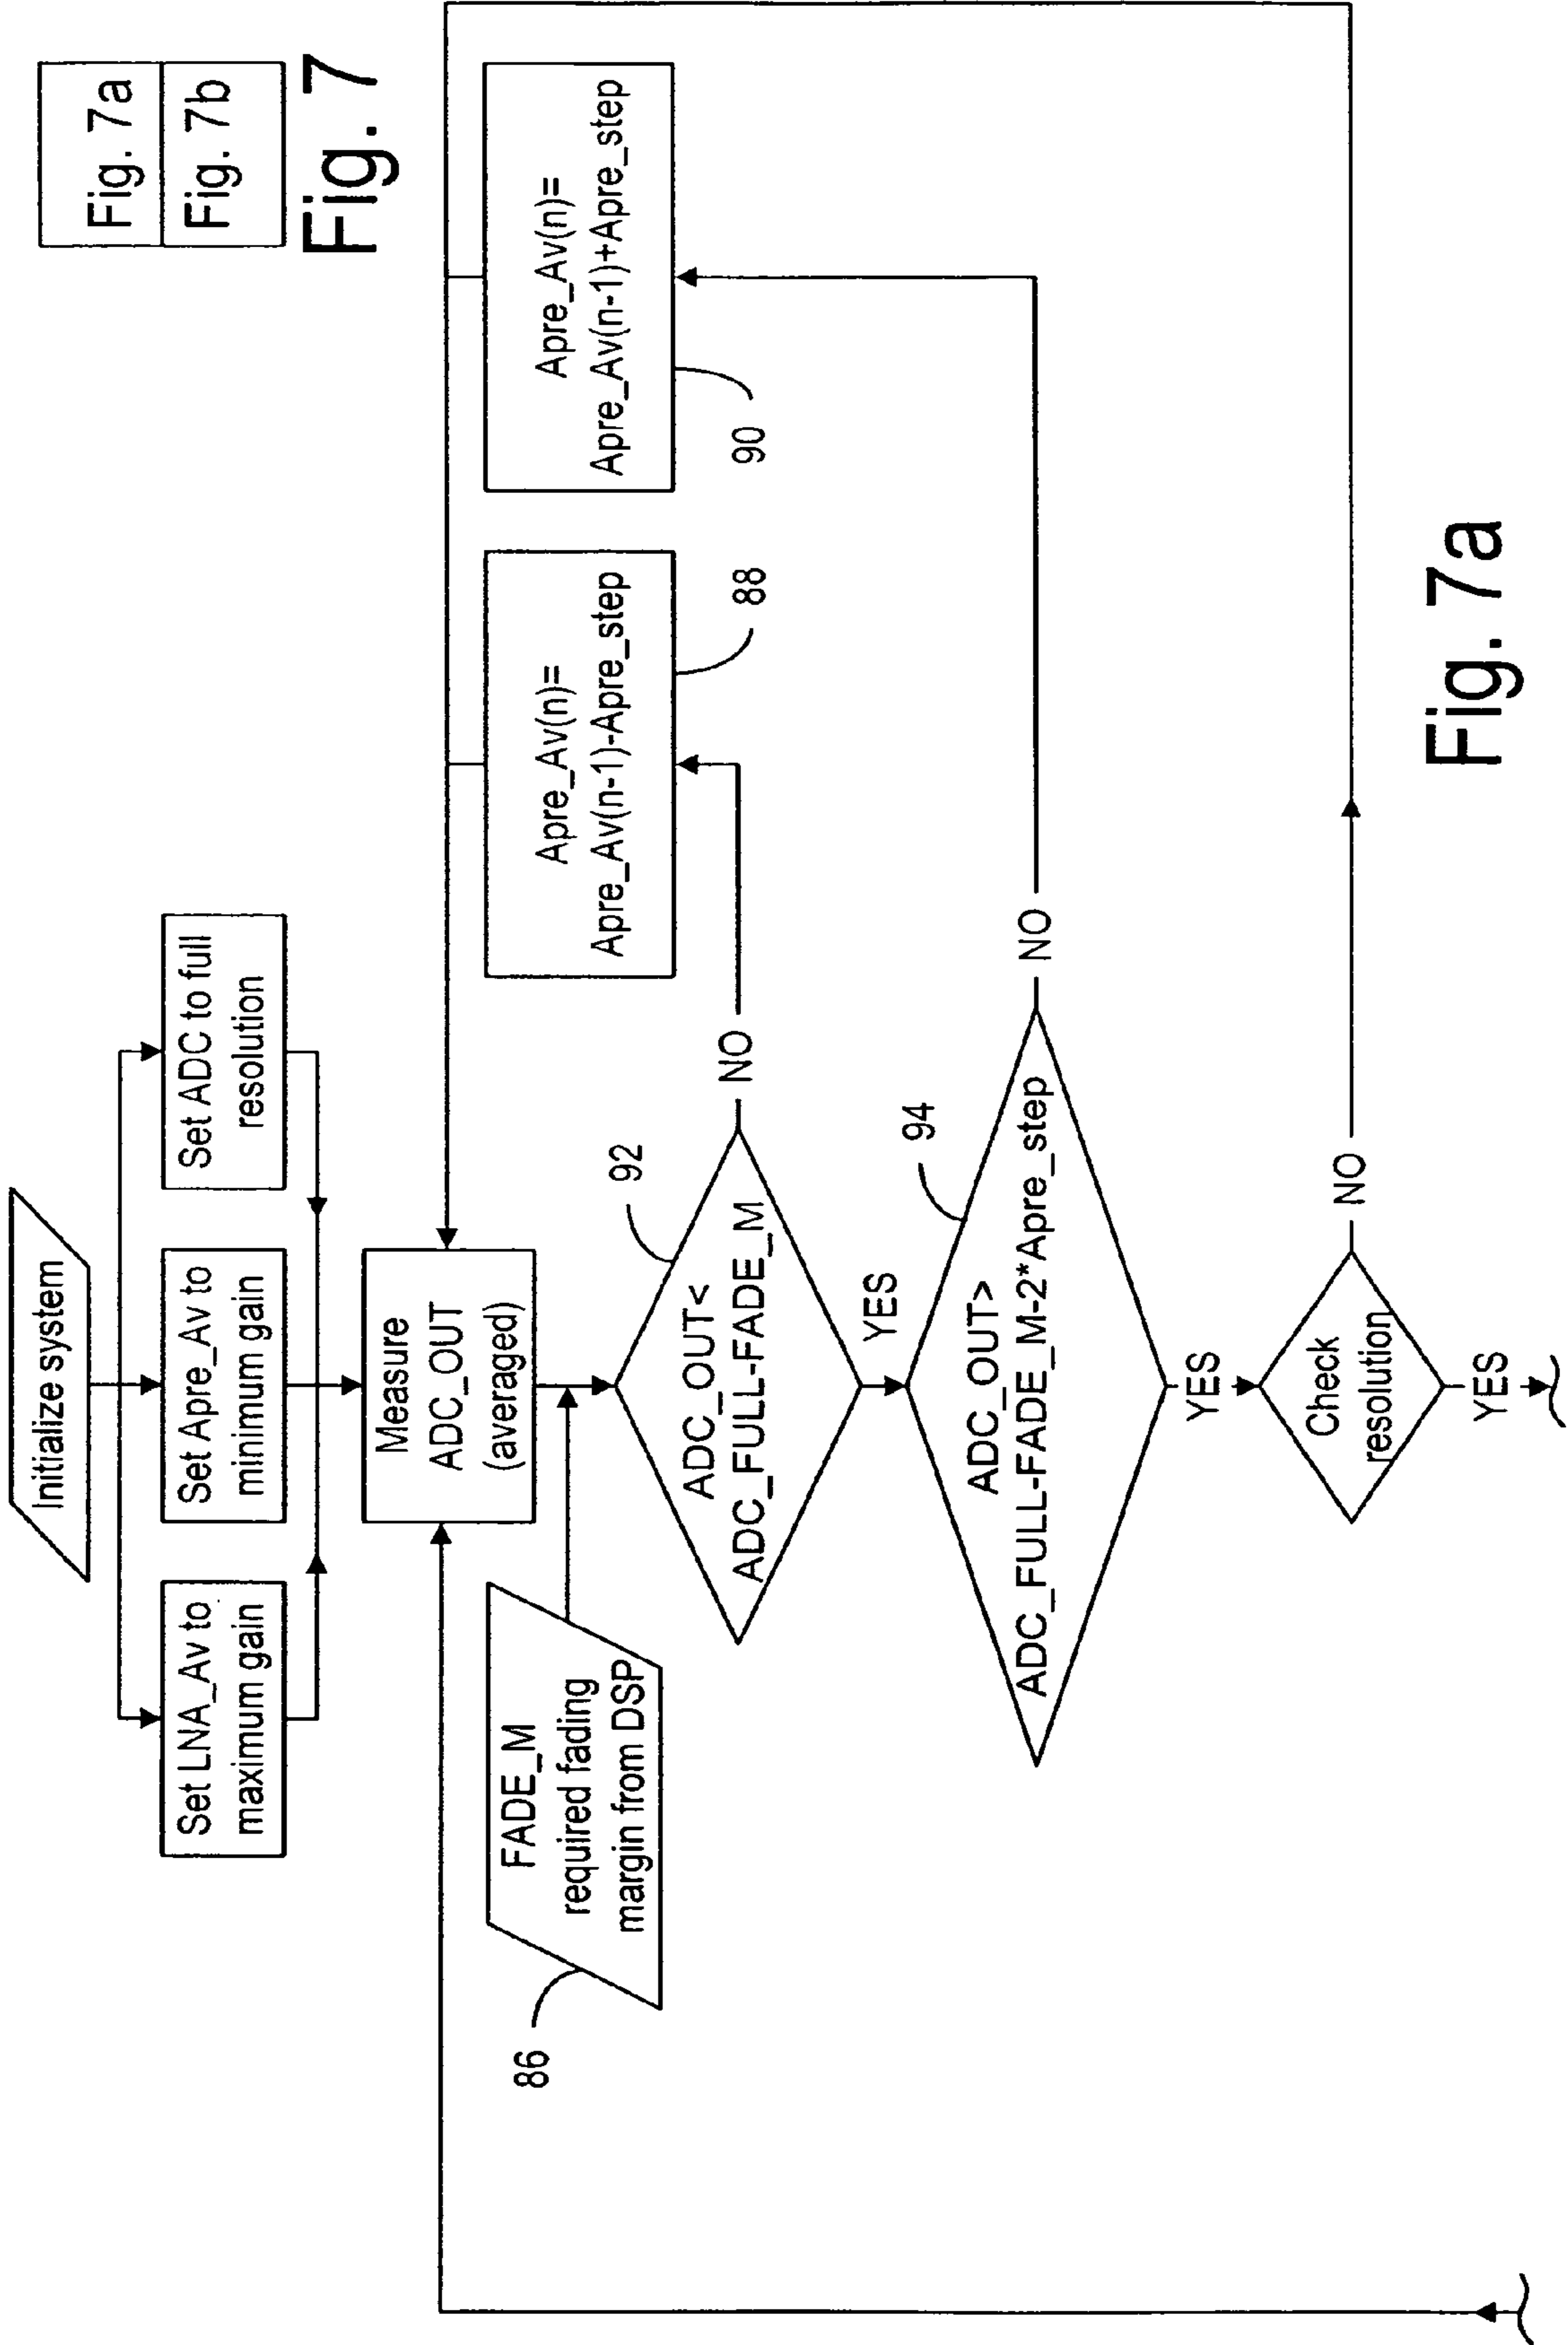 Fig. 7a
Fig. 7b
Fig. 7
Initialize system
Set LNA_Av to
maximum gain
Set Apre_Av to
minimum gain
Set ADC to full
resolution
Measure
ADC_OUT
(averaged)
Apre_Av(n)=
Apre_Av(n-1)-Apre_step
88
Apre_Av(n)=
Apre_Av(n-1)+Apre_step
90
FADE_M
required fading
margin from DSP
86
92
ADC_OUT<
ADC_FULL-FADE_M
NO
YES
94
ADC_OUT>
ADC_FULL-FADE_M-2*Apre_step
NO
YES
Check
resolution
NO
YES
Fig. 7a